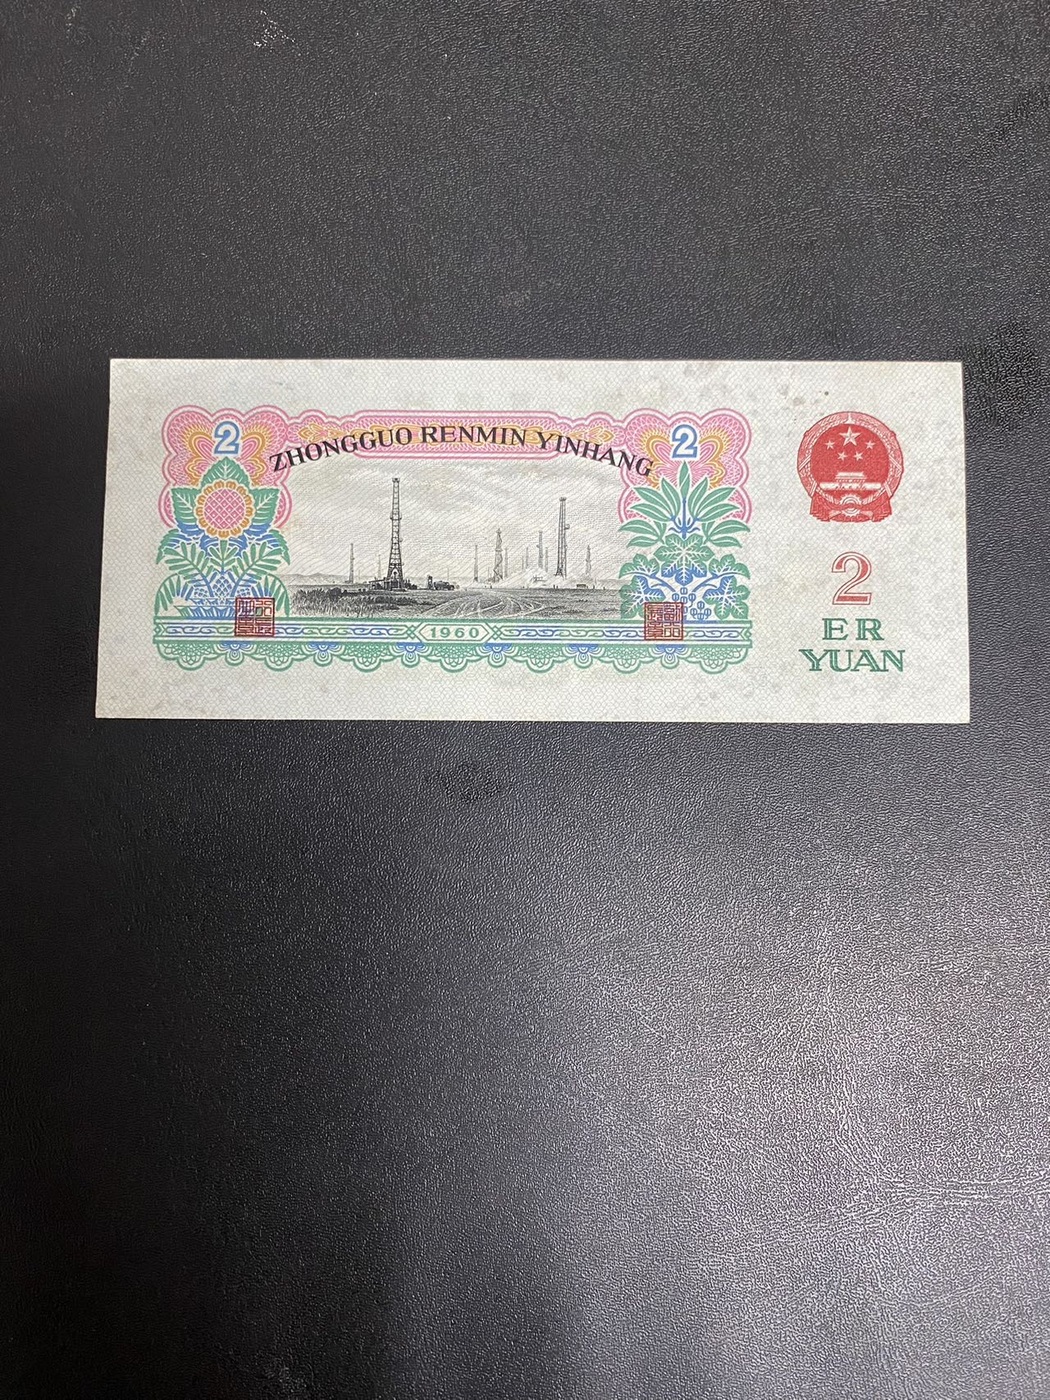 2
2
ZHONGGUO RENMIN YINHANG
1960
2
ER
YUAN